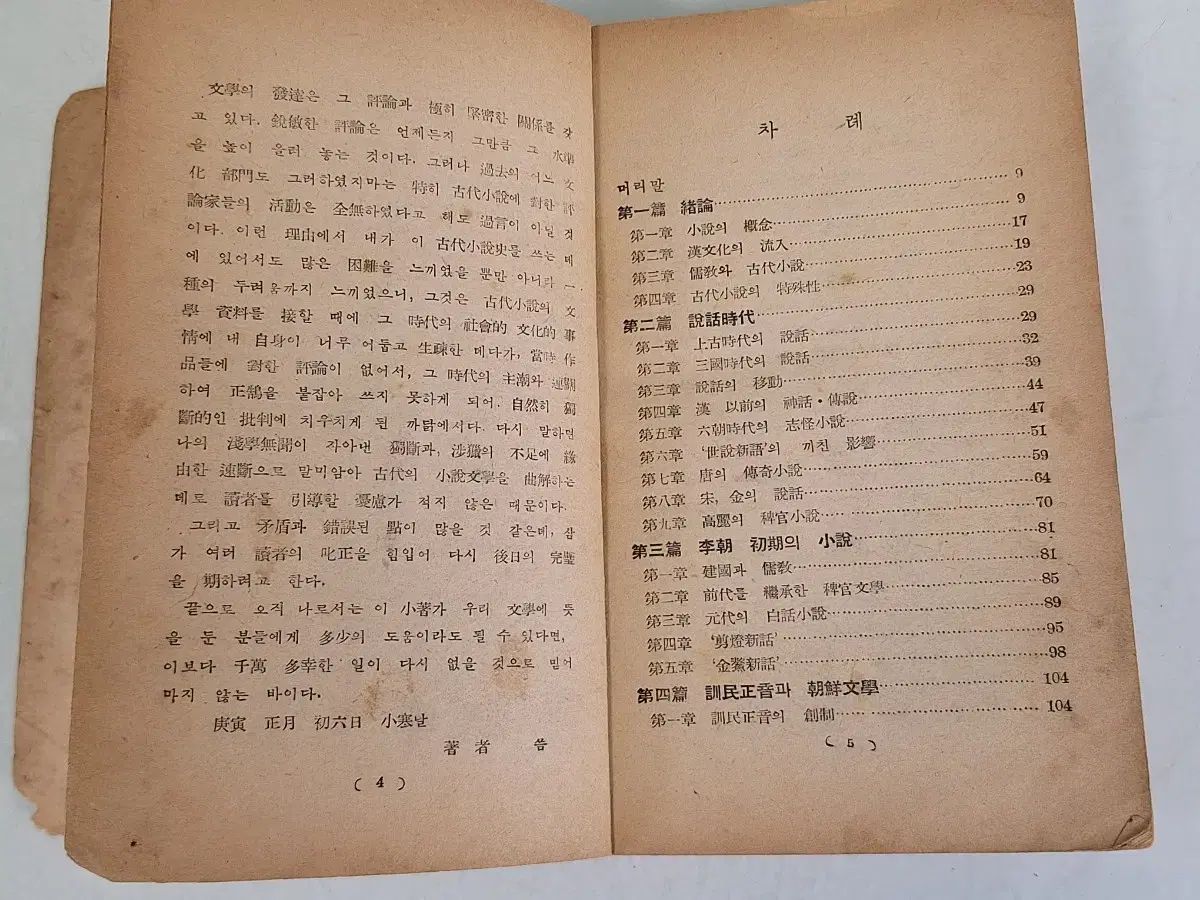 文學의 發達은 그 評論과 極히 緊密한 關係를 갖
고 있다. 銳敏한 評論은 언제든지 그만큼 그 水準
을 높이 올려 놓는 것이다. 그러나 過去의 어느 文
化 部門도 그러하였지마는 特히 古代小說에 對한 評
論家들의 活動은 全無하였다고 해도 過言이 아닐 것
이다. 이런 理由에서 내가 이 古代小說史를 쓰는 데
에 있어서도 많은 困難을 느끼었을 뿐만 아니라 一
種의 두려움까지 느끼었으니, 그것은 古代小說의 文
學 資料를 接할 때에 그 時代의 社會的 文化的 事
情에 내 自身이 너무 어둡고 生疎한 데다가, 當時 作
品들에 對한 評論이 없어서, 그 時代의 主潮와 連關
하여 正鵠을 붙잡아 쓰지 못하게 되어, 自然히 獨
斷的인 批判에 치우치게 된 까닭에서다. 다시 말하면
나의 淺學無聞이 자아낸 獨斷과, 涉獵의 不足에 緣
由한 速斷으로 말미암아 古代의 小說文學을 曲解하는
데로 讀者를 引導할 憂慮가 적지 않은 때문이다.
그리고 矛盾과 錯誤된 點이 많을 것 같은데, 삼
가 여러 讀者의 叱正을 힘입어 다시 後日의 完璧
을 期하려고 한다.
끝으로 오직 나로서는 이 小著가 우리 文學에 뜻
을 둔 분들에게 多少의 도움이라도 될 수 있다면,
이보다 千萬 多幸한 일이 다시 없을 것으로 믿어
마지 않는 바이다.
庚寅 正月 初六日 小寒날
著者 씀
( 4 )
차 례
머리말
第一篇 緖論 9
第一章 小說의 槪念 9
第二章 漢文化의 流入 17
第三章 儒敎와 古代小說 19
第四章 古代小說의 特殊性 23
第二篇 說話時代 29
第一章 上古時代의 說話 29
第二章 三國時代의 說話 32
第三章 說話의 移動 39
第四章 漢 以前의 神話・傳說 44
第五章 六朝時代의 志怪小說 47
第六章 '世說新語'의 끼친 影響 51
第七章 唐의 傳奇小說 59
第八章 宋, 金의 說話 64
第九章 高麗의 稗官小說 70
第三篇 李朝 初期의 小說 81
第一章 建國과 儒敎 81
第二章 前代를 繼承한 稗官文學 85
第三章 元代의 白話小說 89
第四章 '剪燈新話' 95
第五章 '金鰲新話' 98
第四篇 訓民正音과 朝鮮文學 104
第一章 訓民正音의 創制 104
( 5 )